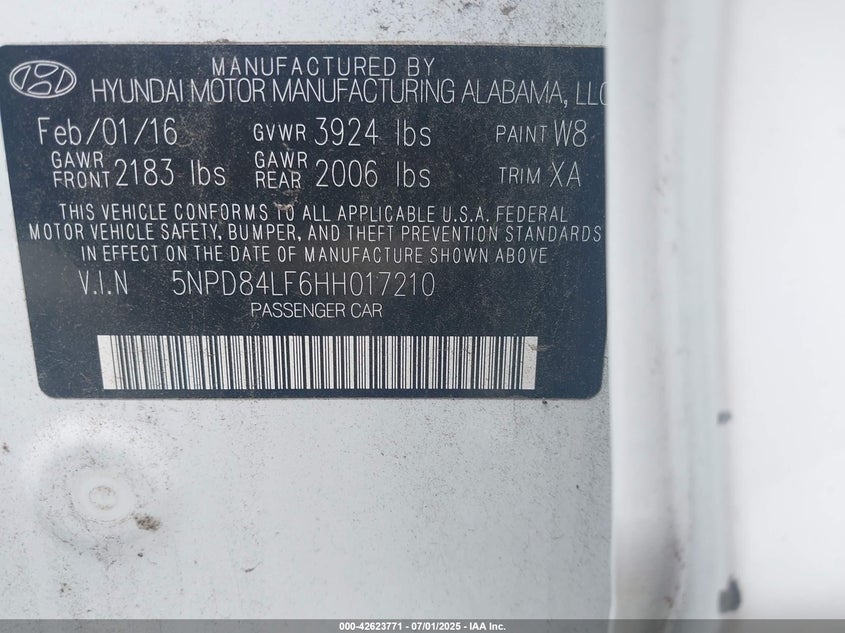 MANUFACTURED BY
HYUNDAI MOTOR MANUFACTURING ALABAMA, LLC
Feb/01/16 GVWR 3924 lbs PAINT W8
GAWR FRONT 2183 lbs GAWR REAR 2006 lbs TRIM XA
THIS VEHICLE CONFORMS TO ALL APPLICABLE U.S.A. FEDERAL
MOTOR VEHICLE SAFETY, BUMPER, AND THEFT PREVENTION STANDARDS
IN EFFECT ON THE DATE OF MANUFACTURE SHOWN ABOVE
V.I.N 5NPD84LF6HH017210
PASSENGER CAR
000-42623771 - 07/01/2025 - IAA Inc.